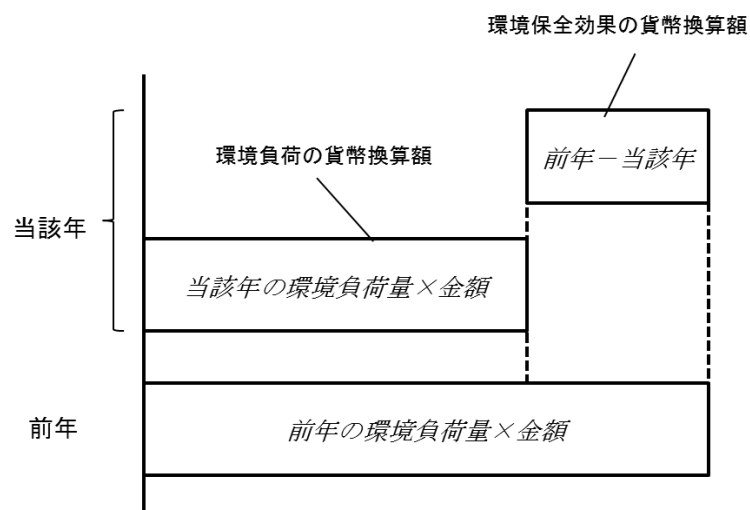 環境保全効果の貨幣換算額
前年－当該年
環境負荷の貨幣換算額
当該年
当該年の環境負荷量×金額
前年
前年の環境負荷量×金額